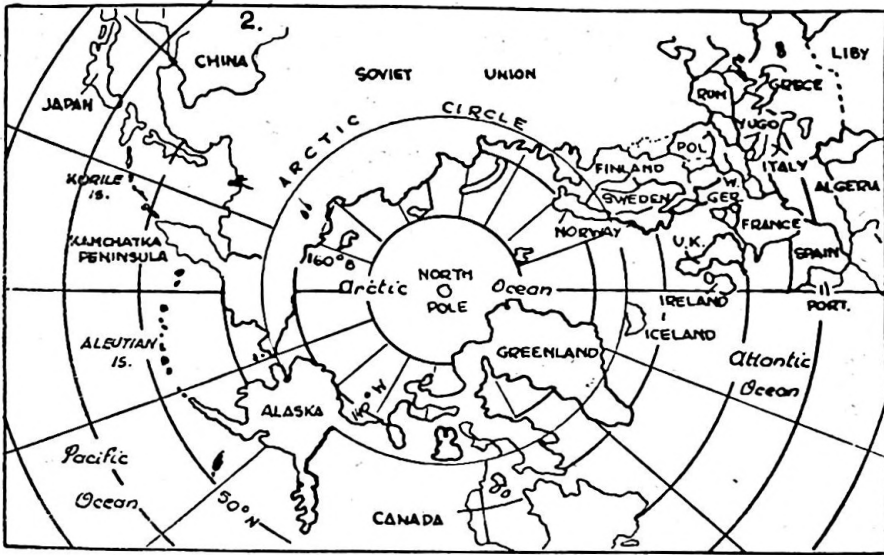 2.
CHINA
SOVIET UNION
LIBY
JAPAN
GRECE
ROM
YUGO
ARCTIC CIRCLE
POL
ITALY
FINLAND
ALGERIA
KORILE
IS.
SWEDEN
W.
GER.
FRANCE
NORWAY
KAMCHATKA
PENINSULA
U.K.
SPAIN
160°B
NORTH
POLE
Arctic Ocean
IRELAND
PORT.
ICELAND
ALEUTIAN
IS.
GREENLAND
Atlantic
Ocean
ALASKA
140° W
Pacific
Ocean
50° N
CANADA